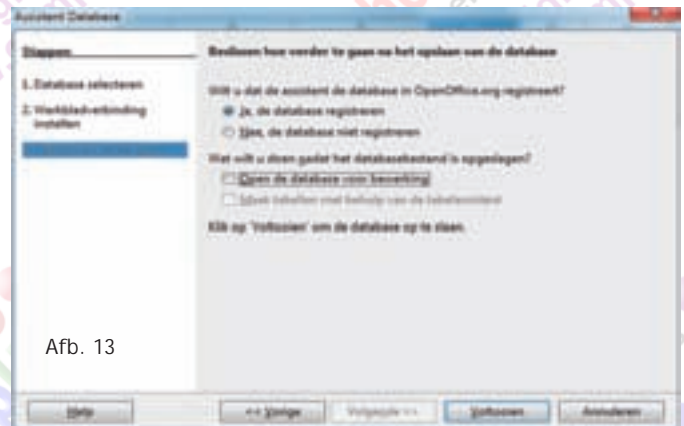 Assistent Database
Stappen
1. Database selecteren
2. Werkbladverbinding
instellen
Beslissen hoe verder te gaan na het opslaan van de database
Wilt u dat de assistent de database in OpenOffice.org registreert?
Ja, de database registreren
Nee, de database niet registreren
Wat wilt u doen nadat het databasebestand is opgeslagen?
Open de database voor bewerking
Maak tabellen met behulp van de tabelassistent
Klik op 'Voltooien' om de database op te slaan.
Afb. 13
Help
<< Vorige
Volgende >>
Voltooien
Annuleren